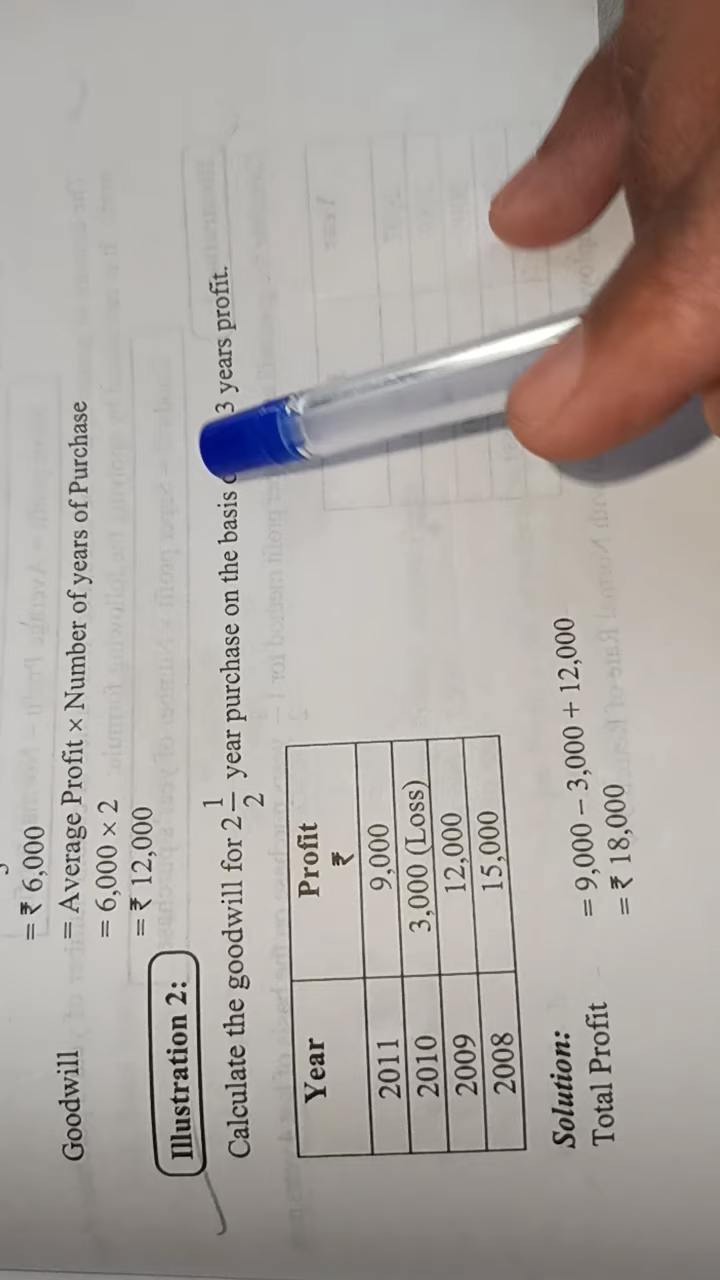 = ₹ 6,000
Goodwill = Average Profit × Number of years of Purchase
= 6,000 × 2
= ₹ 12,000
Illustration 2:
Calculate the goodwill for 2 1/2 year purchase on the basis 3 years profit.
Year Profit
₹
2011 9,000
2010 3,000 (Loss)
2009 12,000
2008 15,000
Solution:
Total Profit = 9,000 – 3,000 + 12,000
= ₹ 18,000